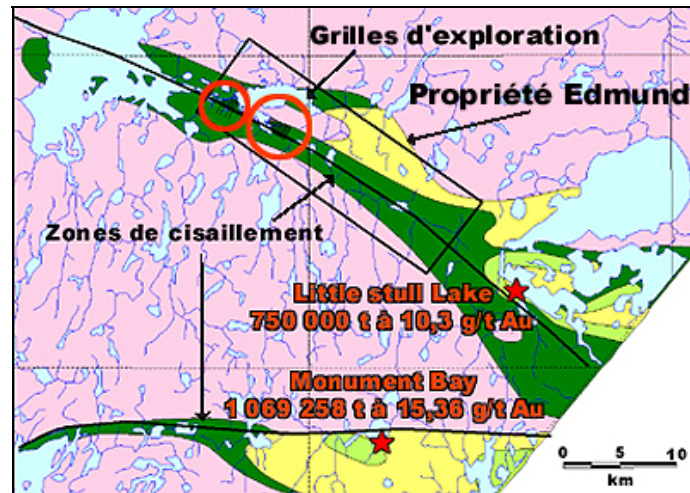 Grilles d'exploration
Propriété Edmund
Zones de cisaillement
Little stull Lake
750 000 t à 10,3 g/t Au
Monument Bay
1 069 258 t à 15,36 g/t Au
0 5 10
km